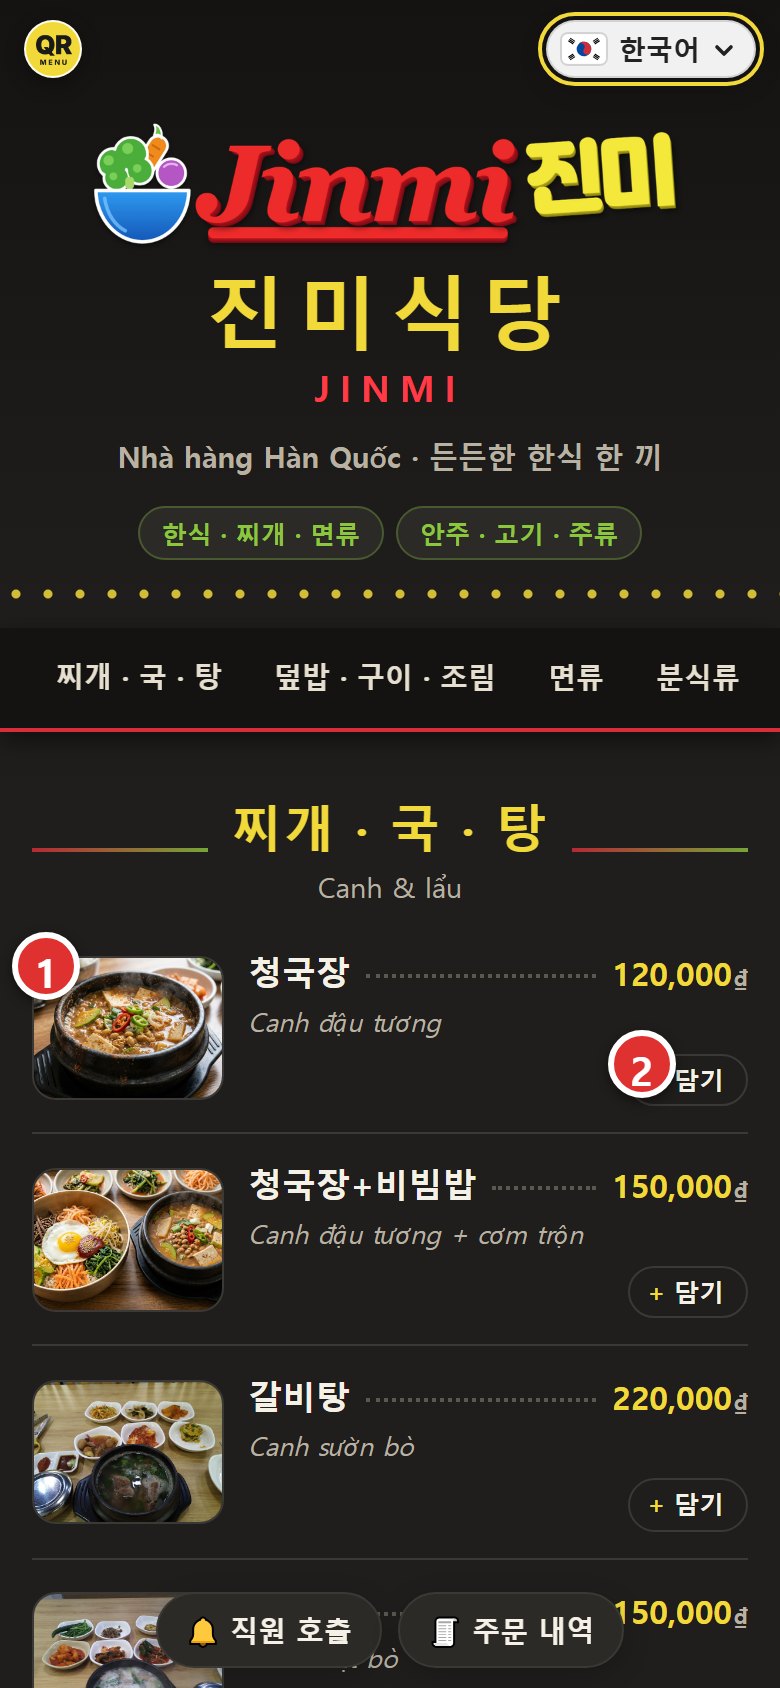 QR
MENU
한국어
Jinmi 진미
진미식당
JINMI
Nhà hàng Hàn Quốc · 든든한 한식 한 끼
한식 · 찌개 · 면류
안주 · 고기 · 주류
찌개 · 국 · 탕
덮밥 · 구이 · 조림
면류
분식류
찌개 · 국 · 탕
Canh & lẩu
1
청국장 120,000₫
Canh đậu tương
2
담기
청국장+비빔밥 150,000₫
Canh đậu tương + cơm trộn
+ 담기
갈비탕 220,000₫
Canh sườn bò
+ 담기
150,000₫
직원 호출
주문 내역
bò